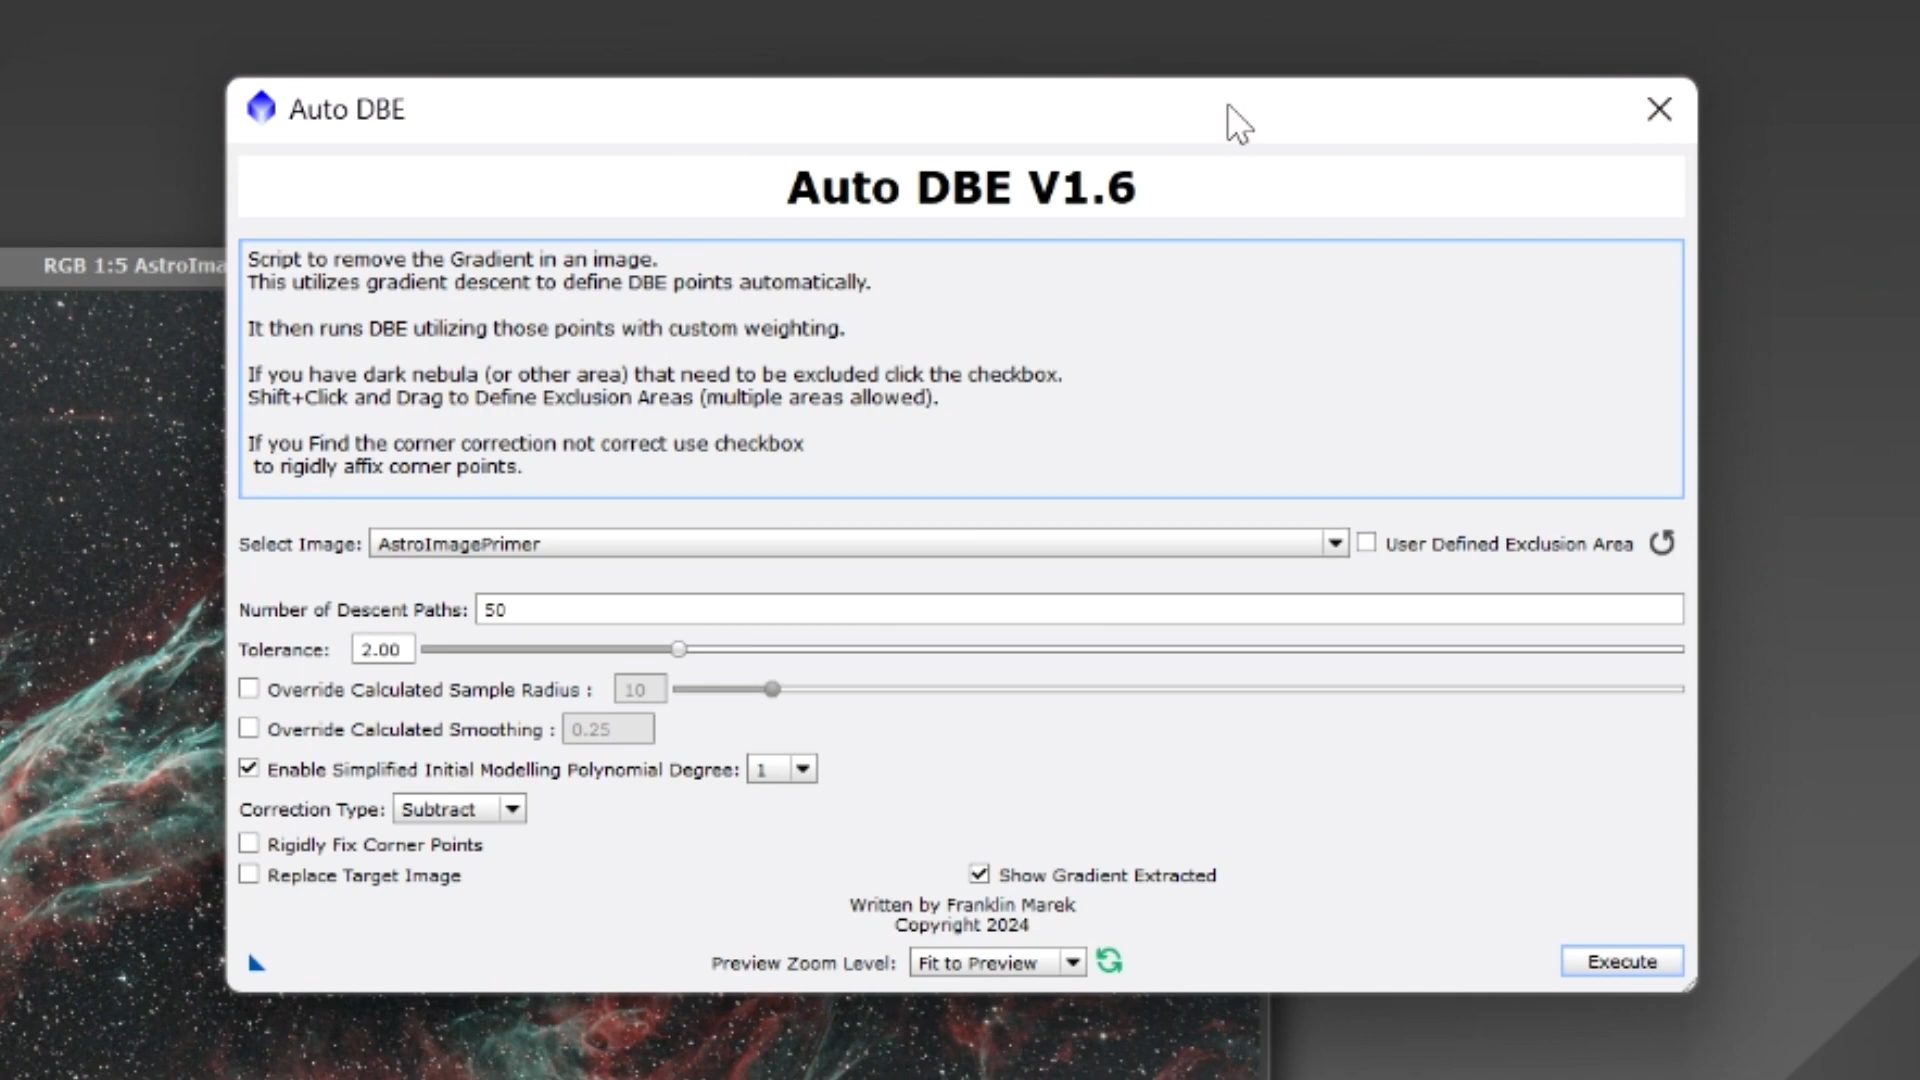 Auto DBE
Auto DBE V1.6
RGB 1:5 AstroIma
Script to remove the Gradient in an image.
This utilizes gradient descent to define DBE points automatically.
It then runs DBE utilizing those points with custom weighting.
If you have dark nebula (or other area) that need to be excluded click the checkbox.
Shift+Click and Drag to Define Exclusion Areas (multiple areas allowed).
If you Find the corner correction not correct use checkbox
to rigidly affix corner points.
Select Image: AstroImagePrimer User Defined Exclusion Area
Number of Descent Paths: 50
Tolerance: 2.00
Override Calculated Sample Radius : 10
Override Calculated Smoothing : 0.25
Enable Simplified Initial Modelling Polynomial Degree: 1
Correction Type: Subtract
Rigidly Fix Corner Points
Replace Target Image Show Gradient Extracted
Written by Franklin Marek
Copyright 2024
Preview Zoom Level: Fit to Preview Execute